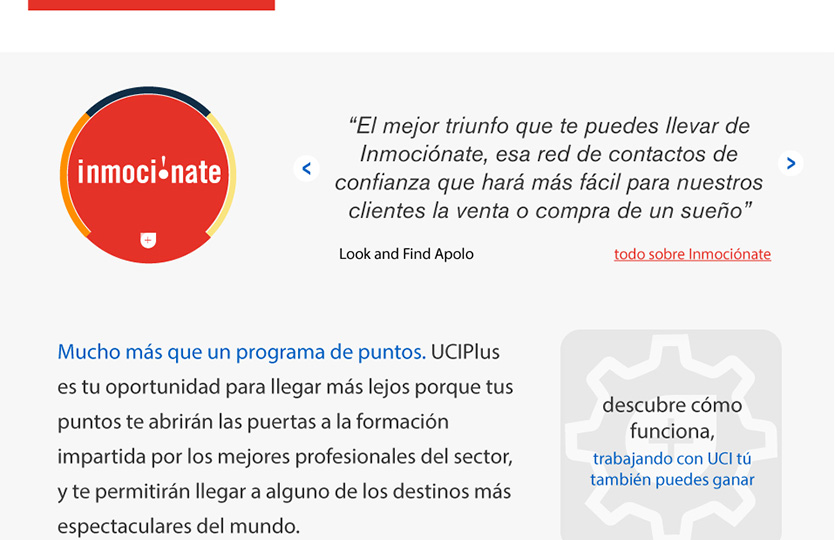 inmoci!nate
“El mejor triunfo que te puedes llevar de
Inmociónate, esa red de contactos de
confianza que hará más fácil para nuestros
clientes la venta o compra de un sueño”
Look and Find Apolo
todo sobre Inmociónate
Mucho más que un programa de puntos. UCIPlus
es tu oportunidad para llegar más lejos porque tus
puntos te abrirán las puertas a la formación
impartida por los mejores profesionales del sector,
y te permitirán llegar a alguno de los destinos más
espectaculares del mundo.
descubre cómo
funciona,
trabajando con UCI tú
también puedes ganar